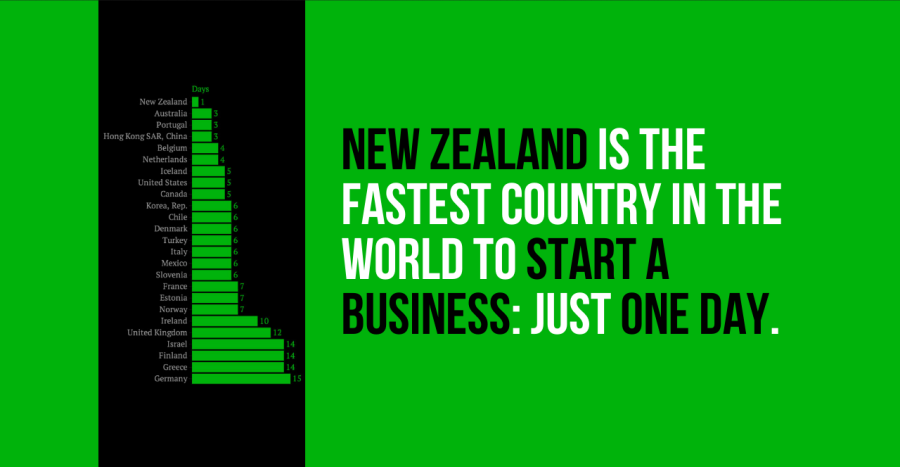 Days
New Zealand 1
Australia 3
Portugal 3
Hong Kong SAR, China 3
Belgium 4
Netherlands 4
Iceland 5
United States 5
Canada 5
Korea, Rep. 6
Chile 6
Denmark 6
Turkey 6
Italy 6
Mexico 6
Slovenia 6
France 7
Estonia 7
Norway 7
Ireland 10
United Kingdom 12
Israel 14
Finland 14
Greece 14
Germany 15
NEW ZEALAND IS THE
FASTEST COUNTRY IN THE
WORLD TO START A
BUSINESS: JUST ONE DAY.